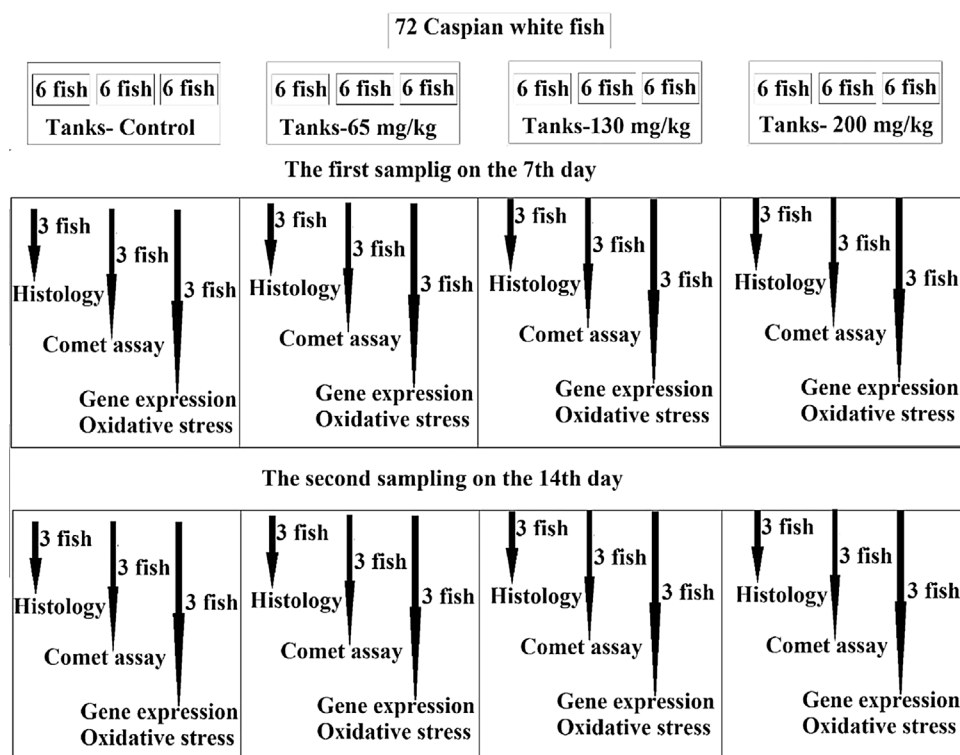 72 Caspian white fish
6 fish 6 fish 6 fish
Tanks- Control
6 fish 6 fish 6 fish
Tanks-65 mg/kg
6 fish 6 fish 6 fish
Tanks-130 mg/kg
6 fish 6 fish 6 fish
Tanks- 200 mg/kg
The first samplig on the 7th day
3 fish
Histology
3 fish
Comet assay
3 fish
Gene expression
Oxidative stress
3 fish
Histology
3 fish
Comet assay
3 fish
Gene expression
Oxidative stress
3 fish
Histology
3 fish
Comet assay
3 fish
Gene expression
Oxidative stress
3 fish
Histology
3 fish
Comet assay
3 fish
Gene expression
Oxidative stress
The second sampling on the 14th day
3 fish
Histology
3 fish
Comet assay
3 fish
Gene expression
Oxidative stress
3 fish
Histology
3 fish
Comet assay
3 fish
Gene expression
Oxidative stress
3 fish
Histology
3 fish
Comet assay
3 fish
Gene expression
Oxidative stress
3 fish
Histology
3 fish
Comet assay
3 fish
Gene expression
Oxidative stress